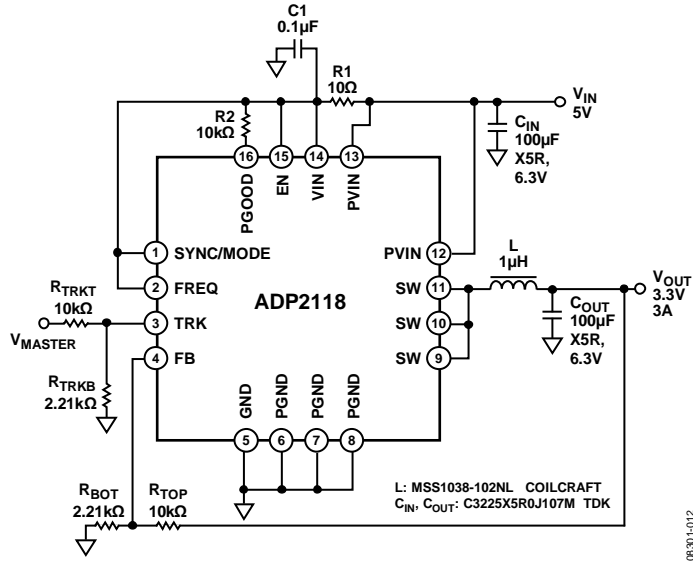 C1
0.1µF
R1
10Ω
VIN
5V
R2
10kΩ
CIN
100µF
X5R,
6.3V
16
15
14
13
PGOOD
EN
VIN
PVIN
1
SYNC/MODE
PVIN
12
L
1µH
2
FREQ
ADP2118
SW
11
VOUT
3.3V
3A
RTRKT
10kΩ
COUT
100µF
X5R,
6.3V
3
TRK
SW
10
VMASTER
4
FB
SW
9
RTRKB
2.21kΩ
GND
PGND
PGND
PGND
5
6
7
8
L: MSS1038-102NL COILCRAFT
CIN, COUT: C3225X5R0J107M TDK
RBOT
2.21kΩ
RTOP
10kΩ
08301-012